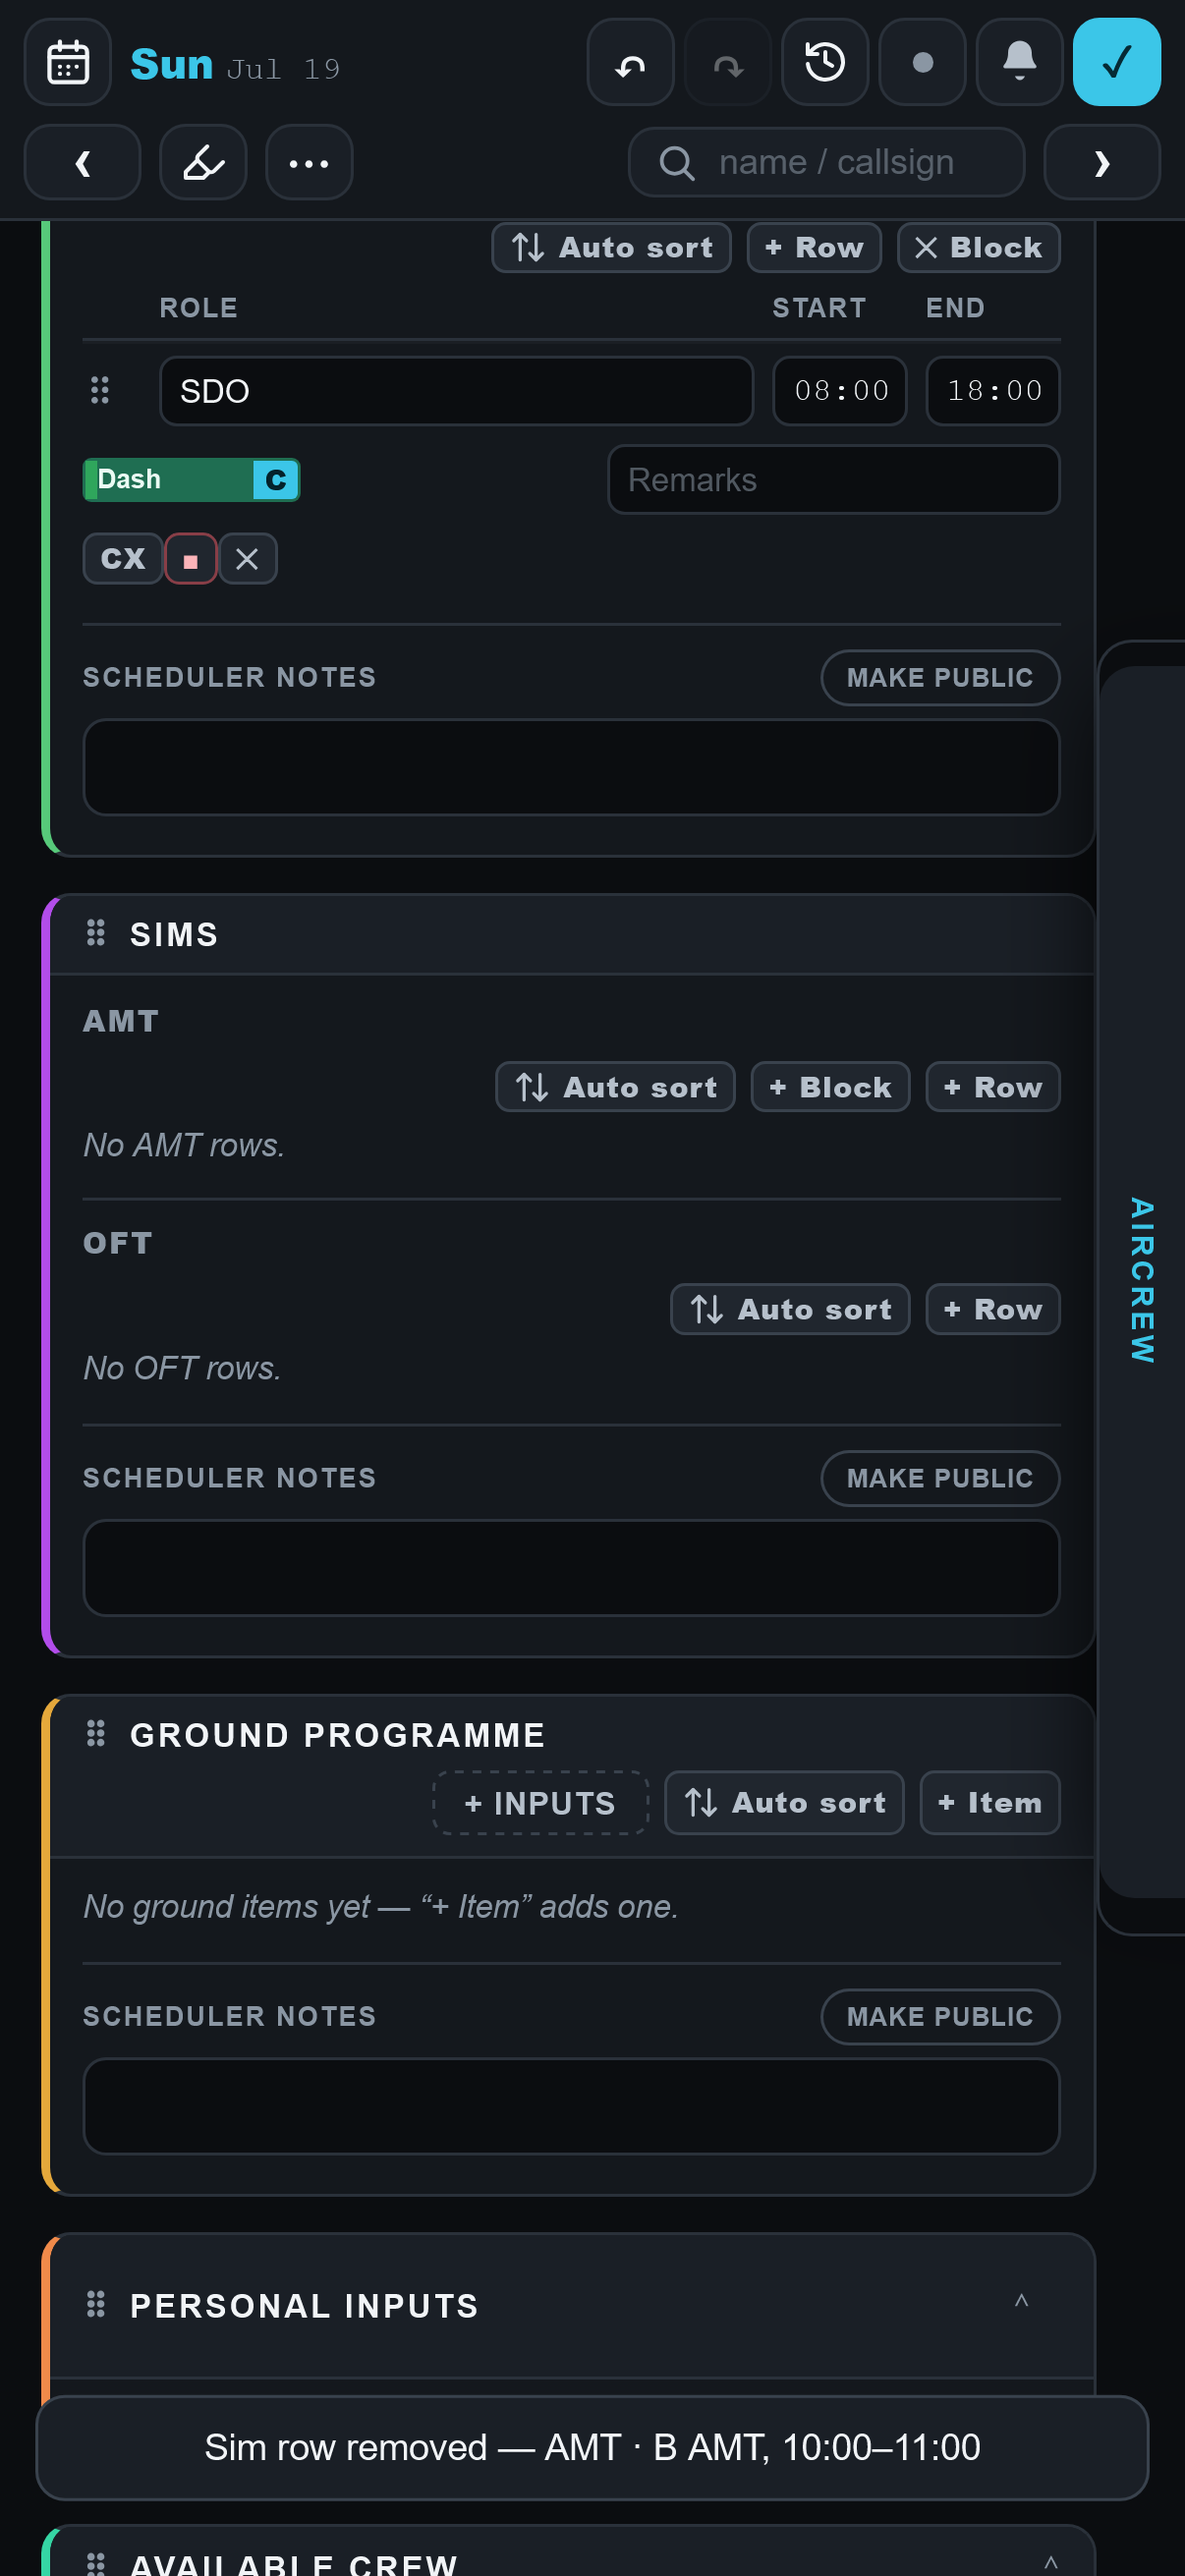 Sun Jul 19
name / callsign
Auto sort + Row × Block
ROLE START END
SDO 08:00 18:00
Dash C Remarks
CX
SCHEDULER NOTES MAKE PUBLIC
SIMS
AMT
Auto sort + Block + Row
No AMT rows.
OFT
Auto sort + Row
No OFT rows.
AIRCREW
SCHEDULER NOTES MAKE PUBLIC
GROUND PROGRAMME
+ INPUTS Auto sort + Item
No ground items yet — “+ Item” adds one.
SCHEDULER NOTES MAKE PUBLIC
PERSONAL INPUTS
Sim row removed — AMT · B AMT, 10:00–11:00
AVAILABLE CREW